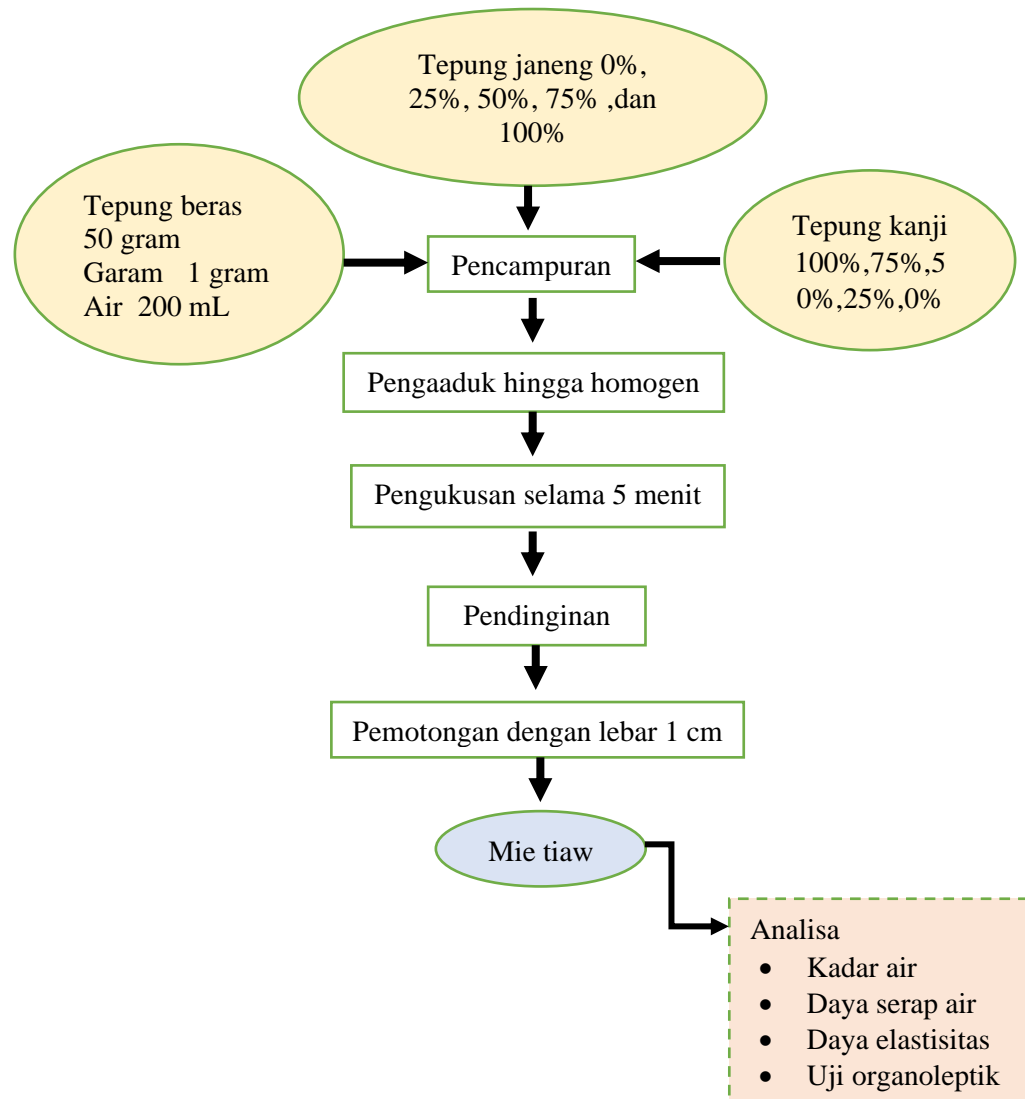 Tepung janeng 0%,
25%, 50%, 75% ,dan
100%
Tepung beras
50 gram
Garam   1 gram
Air  200 mL
Pencampuran
Tepung kanji
100%,75%,5
0%,25%,0%
Pengaaduk hingga homogen
Pengukusan selama 5 menit
Pendinginan
Pemotongan dengan lebar 1 cm
Mie tiaw
Analisa
• Kadar air
• Daya serap air
• Daya elastisitas
• Uji organoleptik